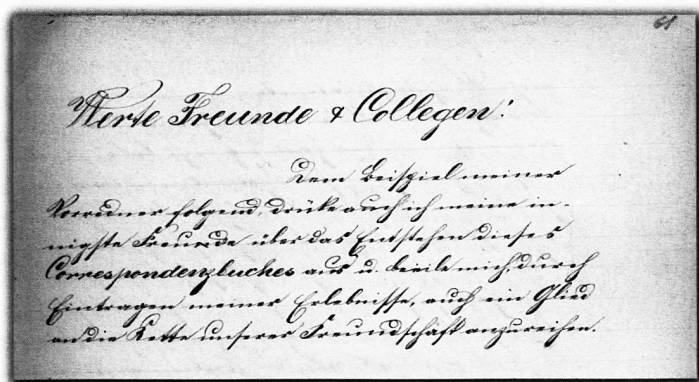 61
Werte Freunde & Collegen!
Dem Beispiel meiner
Vorredner folgend, drüke auch ich meine in-
nigste Freude über das Entstehen dieses
Correspondenzbuches aus u. beeile mich, durch
Eintragen meiner Erlebnisse, auch ein Glied
an die Kette unserer Freundschaft anzureihen.